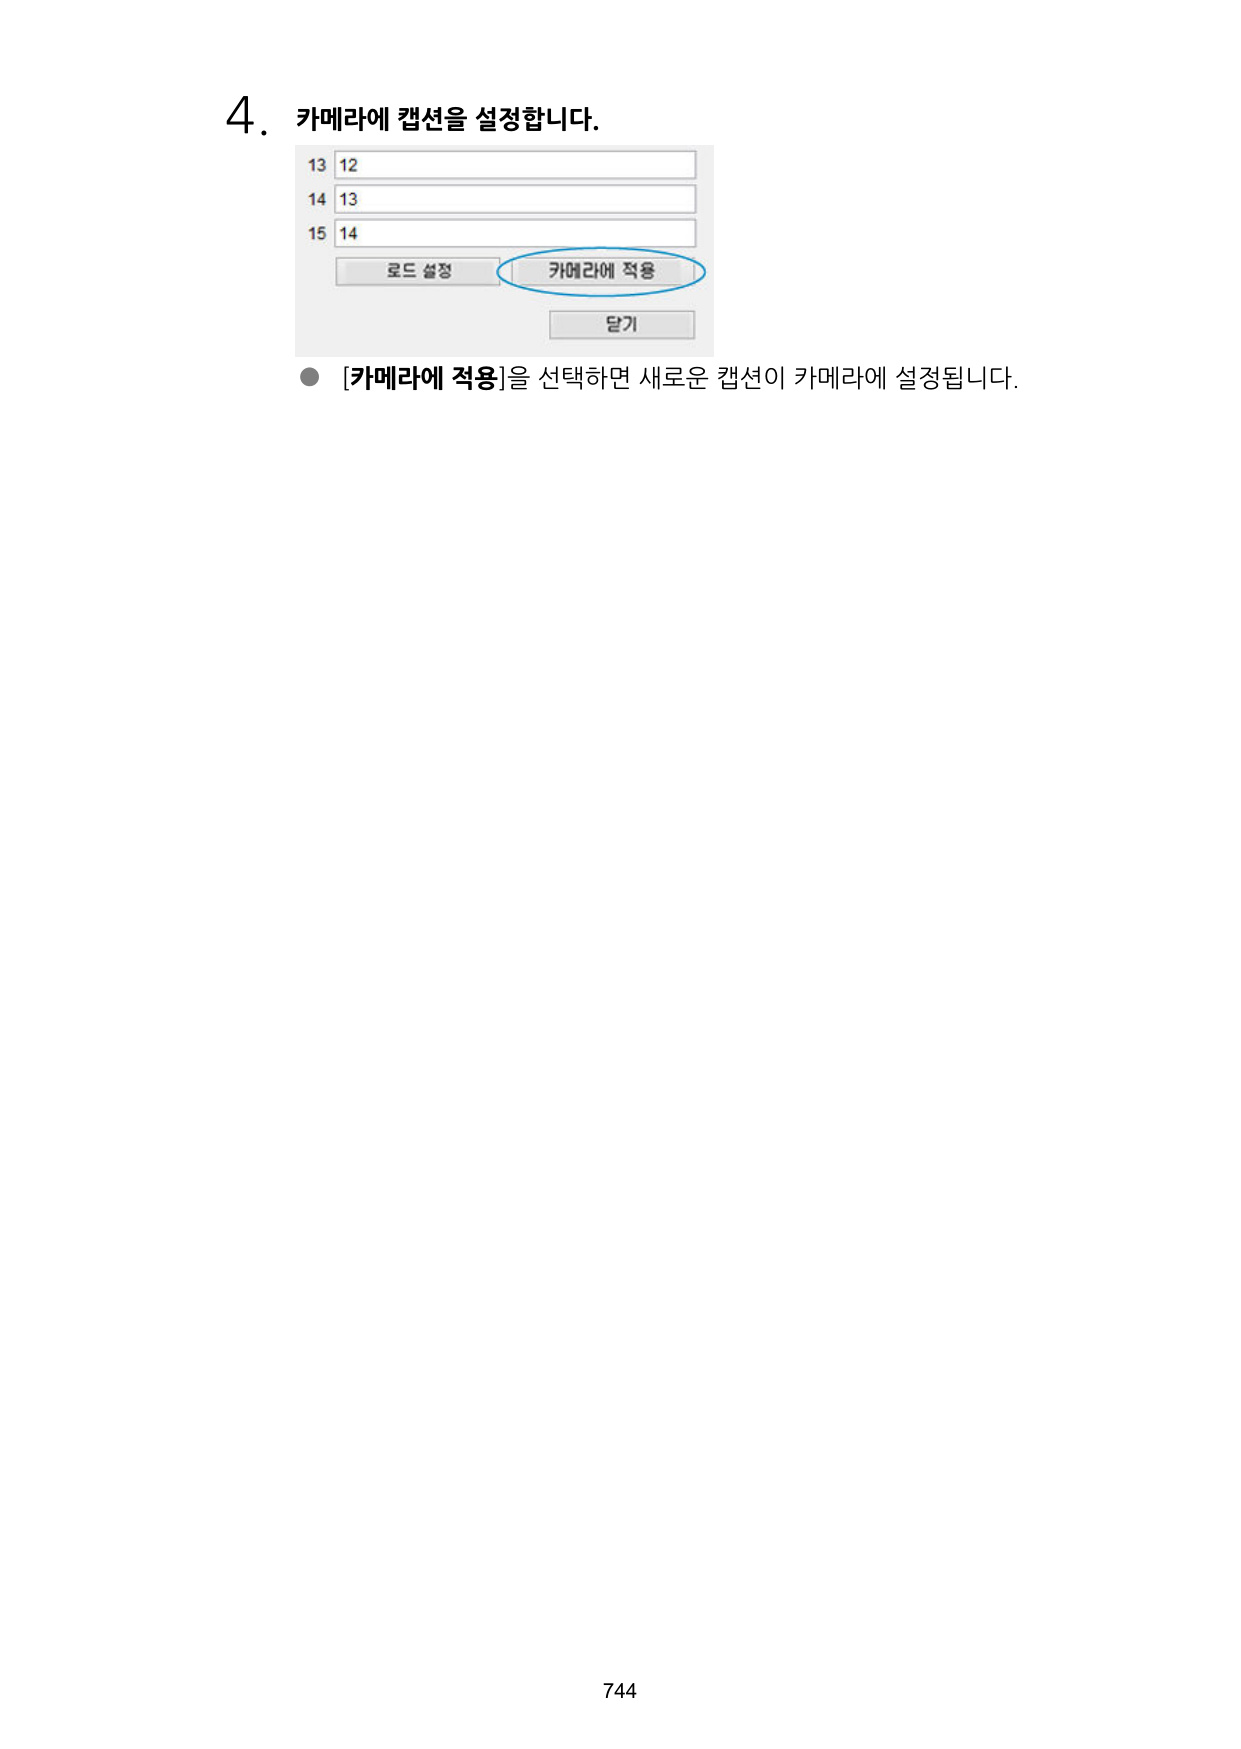 4. 카메라에 캡션을 설정합니다.
13 12
14 13
15 14
로드 설정 카메라에 적용
닫기
● [카메라에 적용]을 선택하면 새로운 캡션이 카메라에 설정됩니다.
744